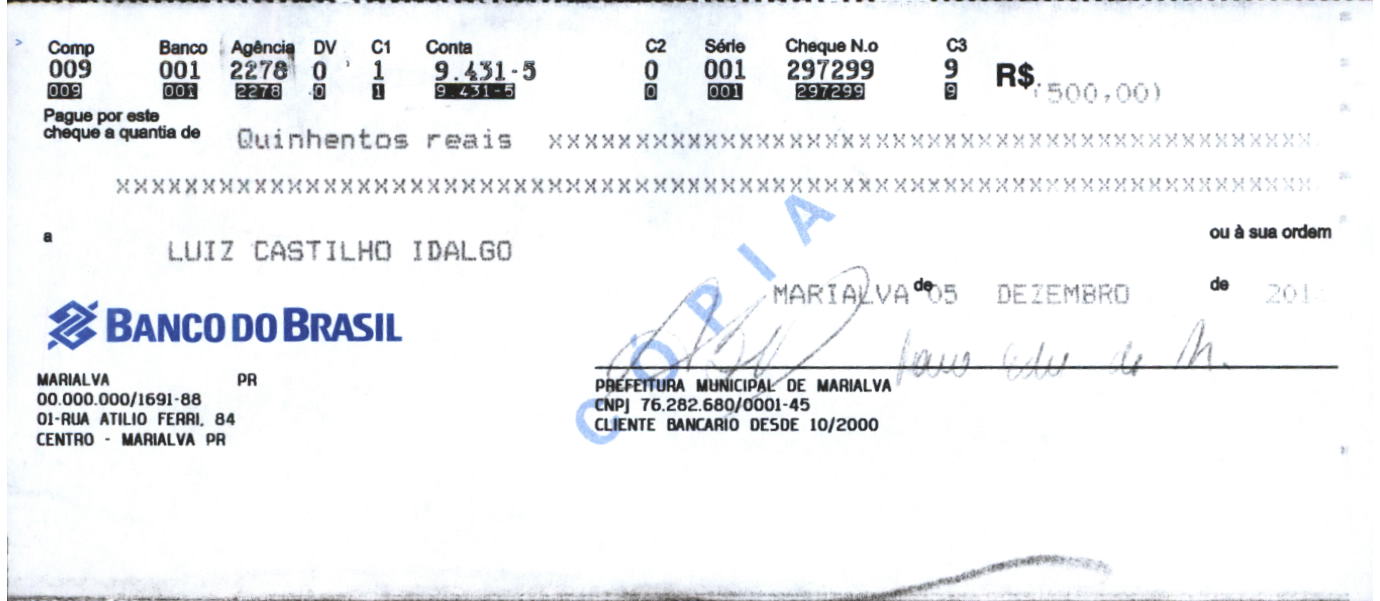 Comp Banco Agência DV C1 Conta C2 Série Cheque N.o C3
009 001 2278 0 1 9.431-5 0 001 297299 9 R$ (500,00)
009 001 2278 0 1 9.431-5 0 001 297299 9
Pague por este
cheque a quantia de Quinhentos reais xxxxxxxxxxxxxxxxxxxxxxxxxxxxxxxxxxxxxxxxxxxxxxxxxxxxx
xxxxxxxxxxxxxxxxxxxxxxxxxxxxxxxxxxxxxxxxxxxxxxxxxxxxxxxxxxxxxxxxxxxxxxxxxxxxxxxxxxx
a LUIZ CASTILHO IDALGO ou à sua ordem
MARIALVA de 05 DEZEMBRO de
BANCO DO BRASIL
CÓPIA
MARIALVA PR
00.000.000/1691-88
01-RUA ATILIO FERRI, 84
CENTRO - MARIALVA PR
PREFEITURA MUNICIPAL DE MARIALVA
CNPJ 76.282.680/0001-45
CLIENTE BANCARIO DESDE 10/2000